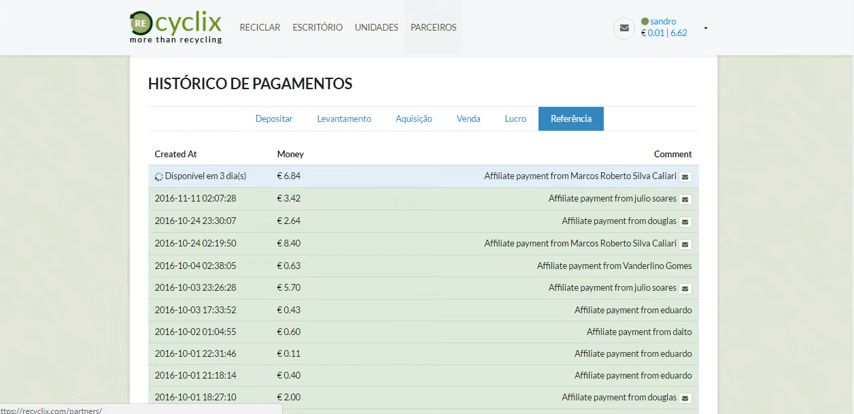 RE cyclix
more than recycling
RECICLAR ESCRITÓRIO UNIDADES PARCEIROS
sandro
€ 0.01 | 6.62
HISTÓRICO DE PAGAMENTOS
Depositar Levantamento Aquisição Venda Lucro Referência
Created At Money Comment
Disponível em 3 dia(s) € 6.84 Affiliate payment from Marcos Roberto Silva Caliari
2016-11-11 02:07:28 € 3.42 Affiliate payment from julio soares
2016-10-24 23:30:07 € 2.64 Affiliate payment from douglas
2016-10-24 02:19:50 € 8.40 Affiliate payment from Marcos Roberto Silva Caliari
2016-10-04 02:38:05 € 0.63 Affiliate payment from Vanderlino Gomes
2016-10-03 23:26:28 € 5.70 Affiliate payment from julio soares
2016-10-03 17:33:52 € 0.43 Affiliate payment from eduardo
2016-10-02 01:04:55 € 0.60 Affiliate payment from dalto
2016-10-01 22:31:46 € 0.11 Affiliate payment from eduardo
2016-10-01 21:18:14 € 0.40 Affiliate payment from eduardo
2016-10-01 18:27:10 € 2.00 Affiliate payment from douglas
ttps://recyclix.com/partners/